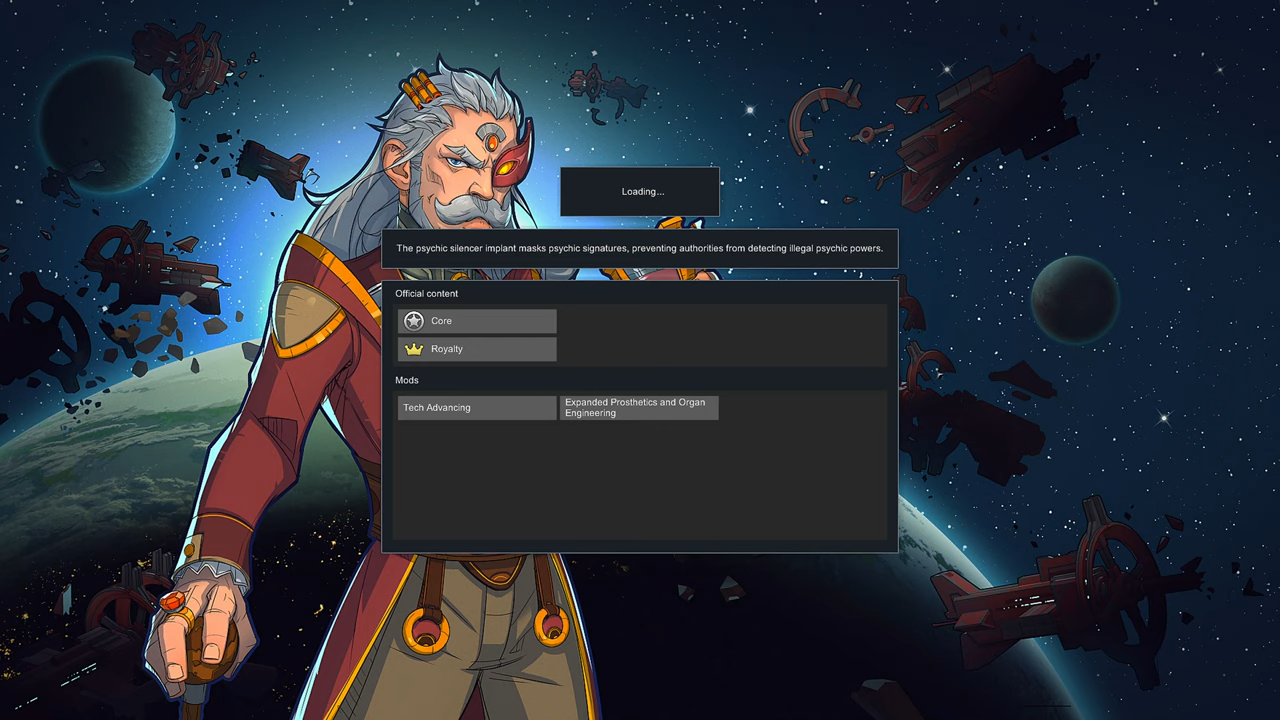 Loading...
The psychic silencer implant masks psychic signatures, preventing authorities from detecting illegal psychic powers.
Official content
Core
Royalty
Mods
Tech Advancing
Expanded Prosthetics and Organ
Engineering